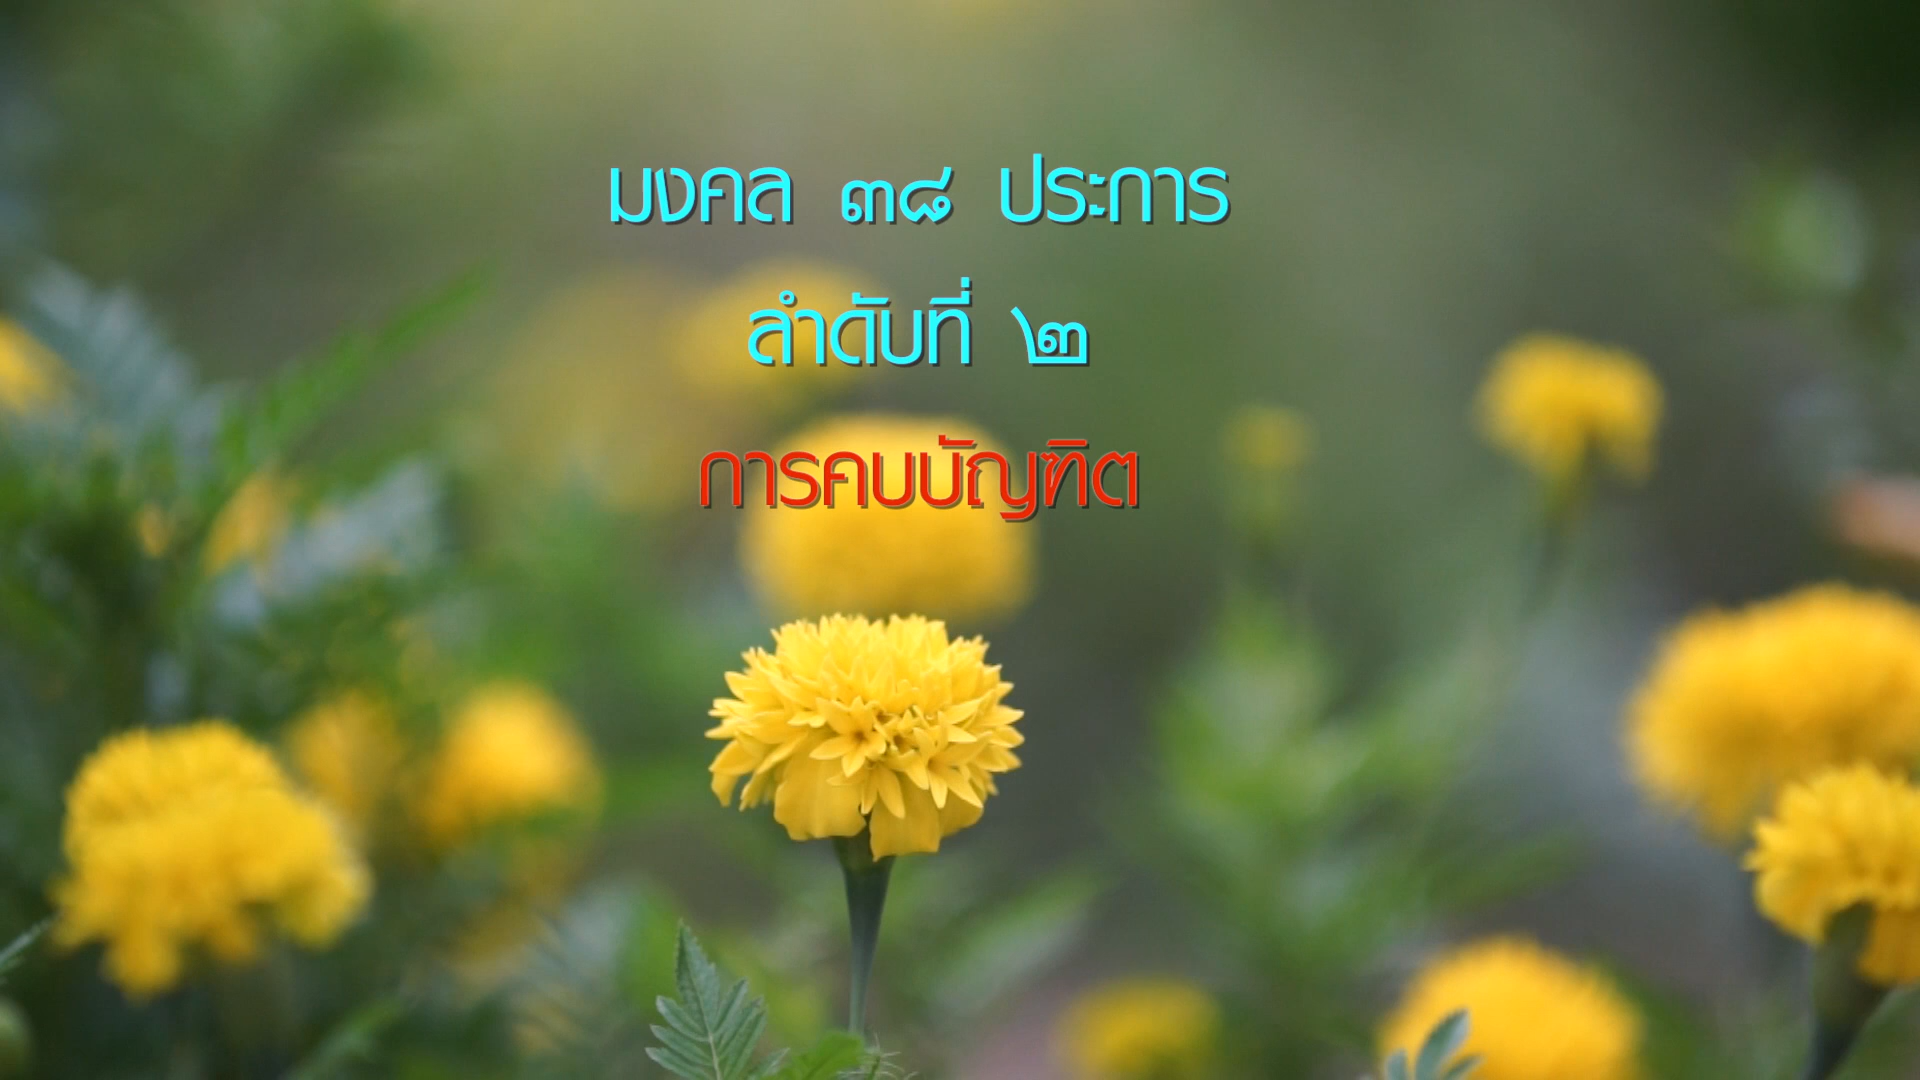 มงคล ๓๘ ประการ
ลำดับที่ ๒
การคบบัณฑิต